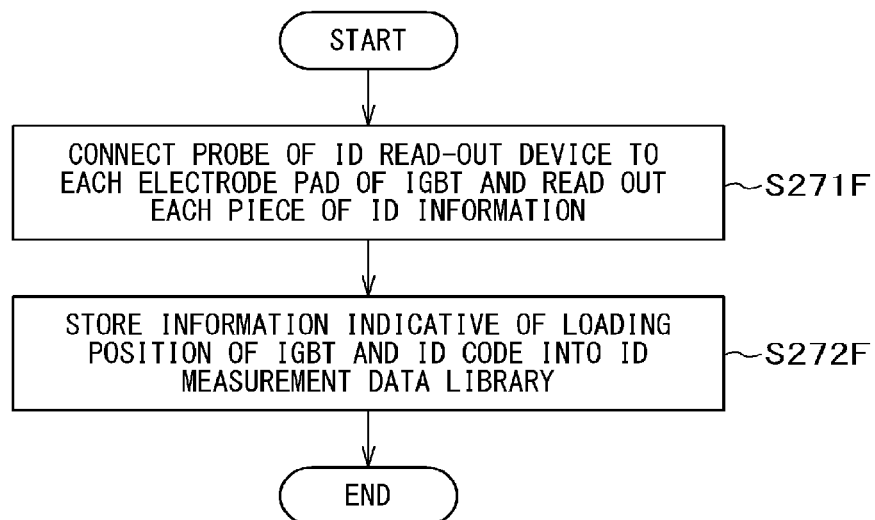 START
CONNECT PROBE OF ID READ-OUT DEVICE TO
EACH ELECTRODE PAD OF IGBT AND READ OUT
EACH PIECE OF ID INFORMATION
S271F
STORE INFORMATION INDICATIVE OF LOADING
POSITION OF IGBT AND ID CODE INTO ID
MEASUREMENT DATA LIBRARY
S272F
END